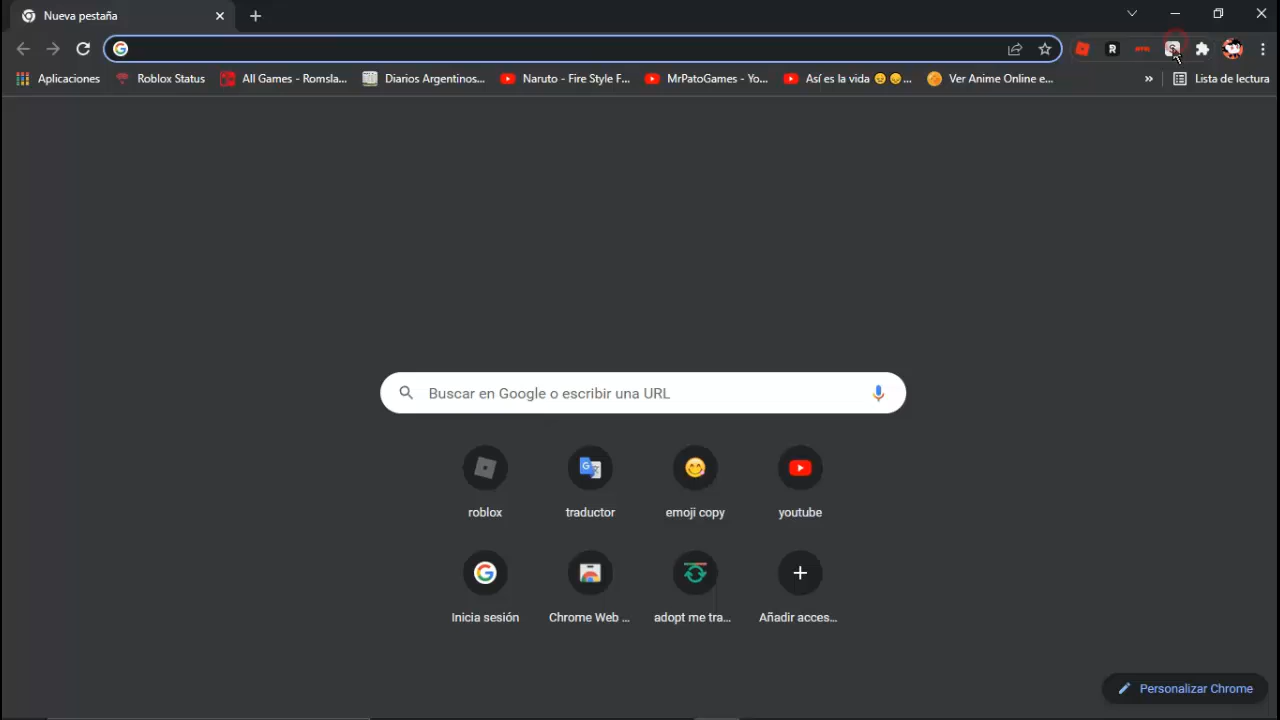 Nueva pestaña
Aplicaciones Roblox Status All Games - Romsla... Diarios Argentinos... Naruto - Fire Style F... MrPatoGames - Yo... Así es la vida 😔😔... Ver Anime Online e... » Lista de lectura
Buscar en Google o escribir una URL
roblox traductor emoji copy youtube
Inicia sesión Chrome Web ... adopt me tra... Añadir acces...
Personalizar Chrome